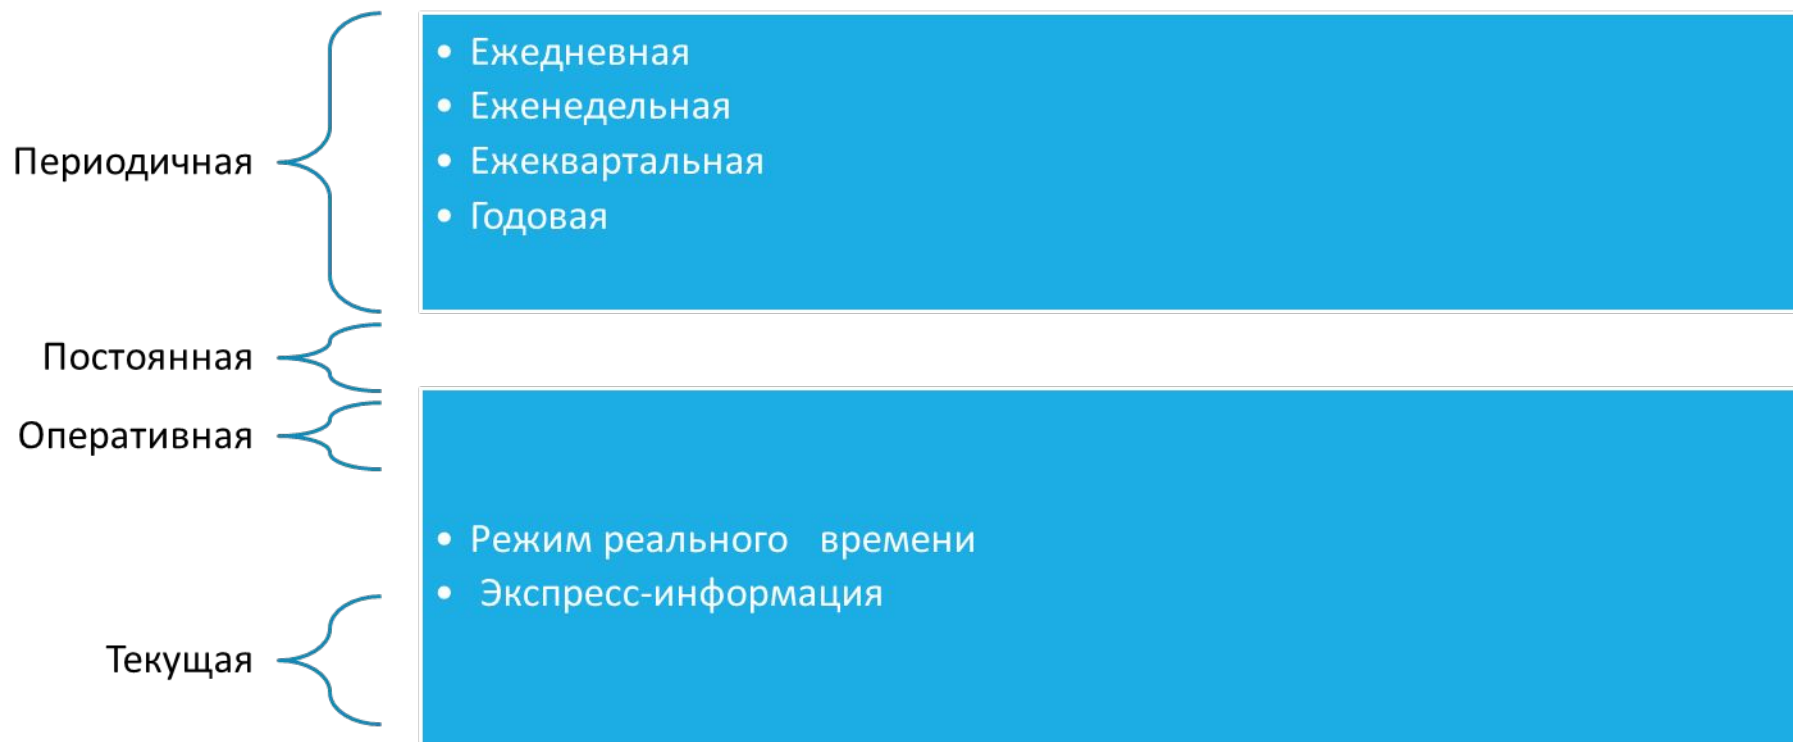 Периодичная
• Ежедневная
• Еженедельная
• Ежеквартальная
• Годовая
Постоянная
Оперативная
• Режим реального времени
• Экспресс-информация
Текущая